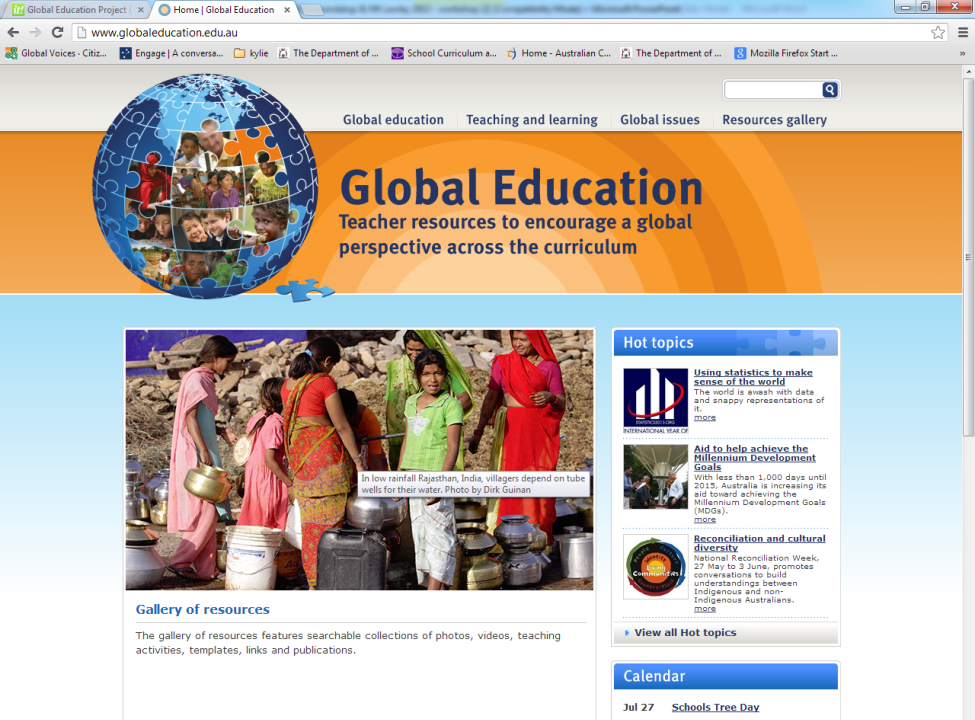 Global Education Project (
Home | Global Education
www.globaleducation.edu.au
Global Voices - Citiz...
Engage | A conversa...
kylie
The Department of ...
School Curriculum a...
Home - Australian C...
The Department of ...
Mozilla Firefox Start ...
Global education
Teaching and learning
Global issues
Resources gallery
Global Education
Teacher resources to encourage a global
perspective across the curriculum
In low rainfall Rajasthan, India, villagers depend on tube
wells for their water. Photo by Dirk Guinan
Gallery of resources
The gallery of resources features searchable collections of photos, videos, teaching
activities, templates, links and publications.
Hot topics
STATISTICS2013.ORG
INTERNATIONAL YEAR OF
Using statistics to make
sense of the world
The world is awash with data
and snappy representations of
it.
more
Aid to help achieve the
Millennium Development
Goals
With less than 1,000 days until
2015, Australia is increasing its
aid toward achieving the
Millennium Development Goals
(MDGs).
more
Communities
Reconciliation and cultural
diversity
National Reconciliation Week,
27 May to 3 June, promotes
conversations to build
understandings between
Indigenous and non-
Indigenous Australians.
more
View all Hot topics
Calendar
Jul 27 Schools Tree Day